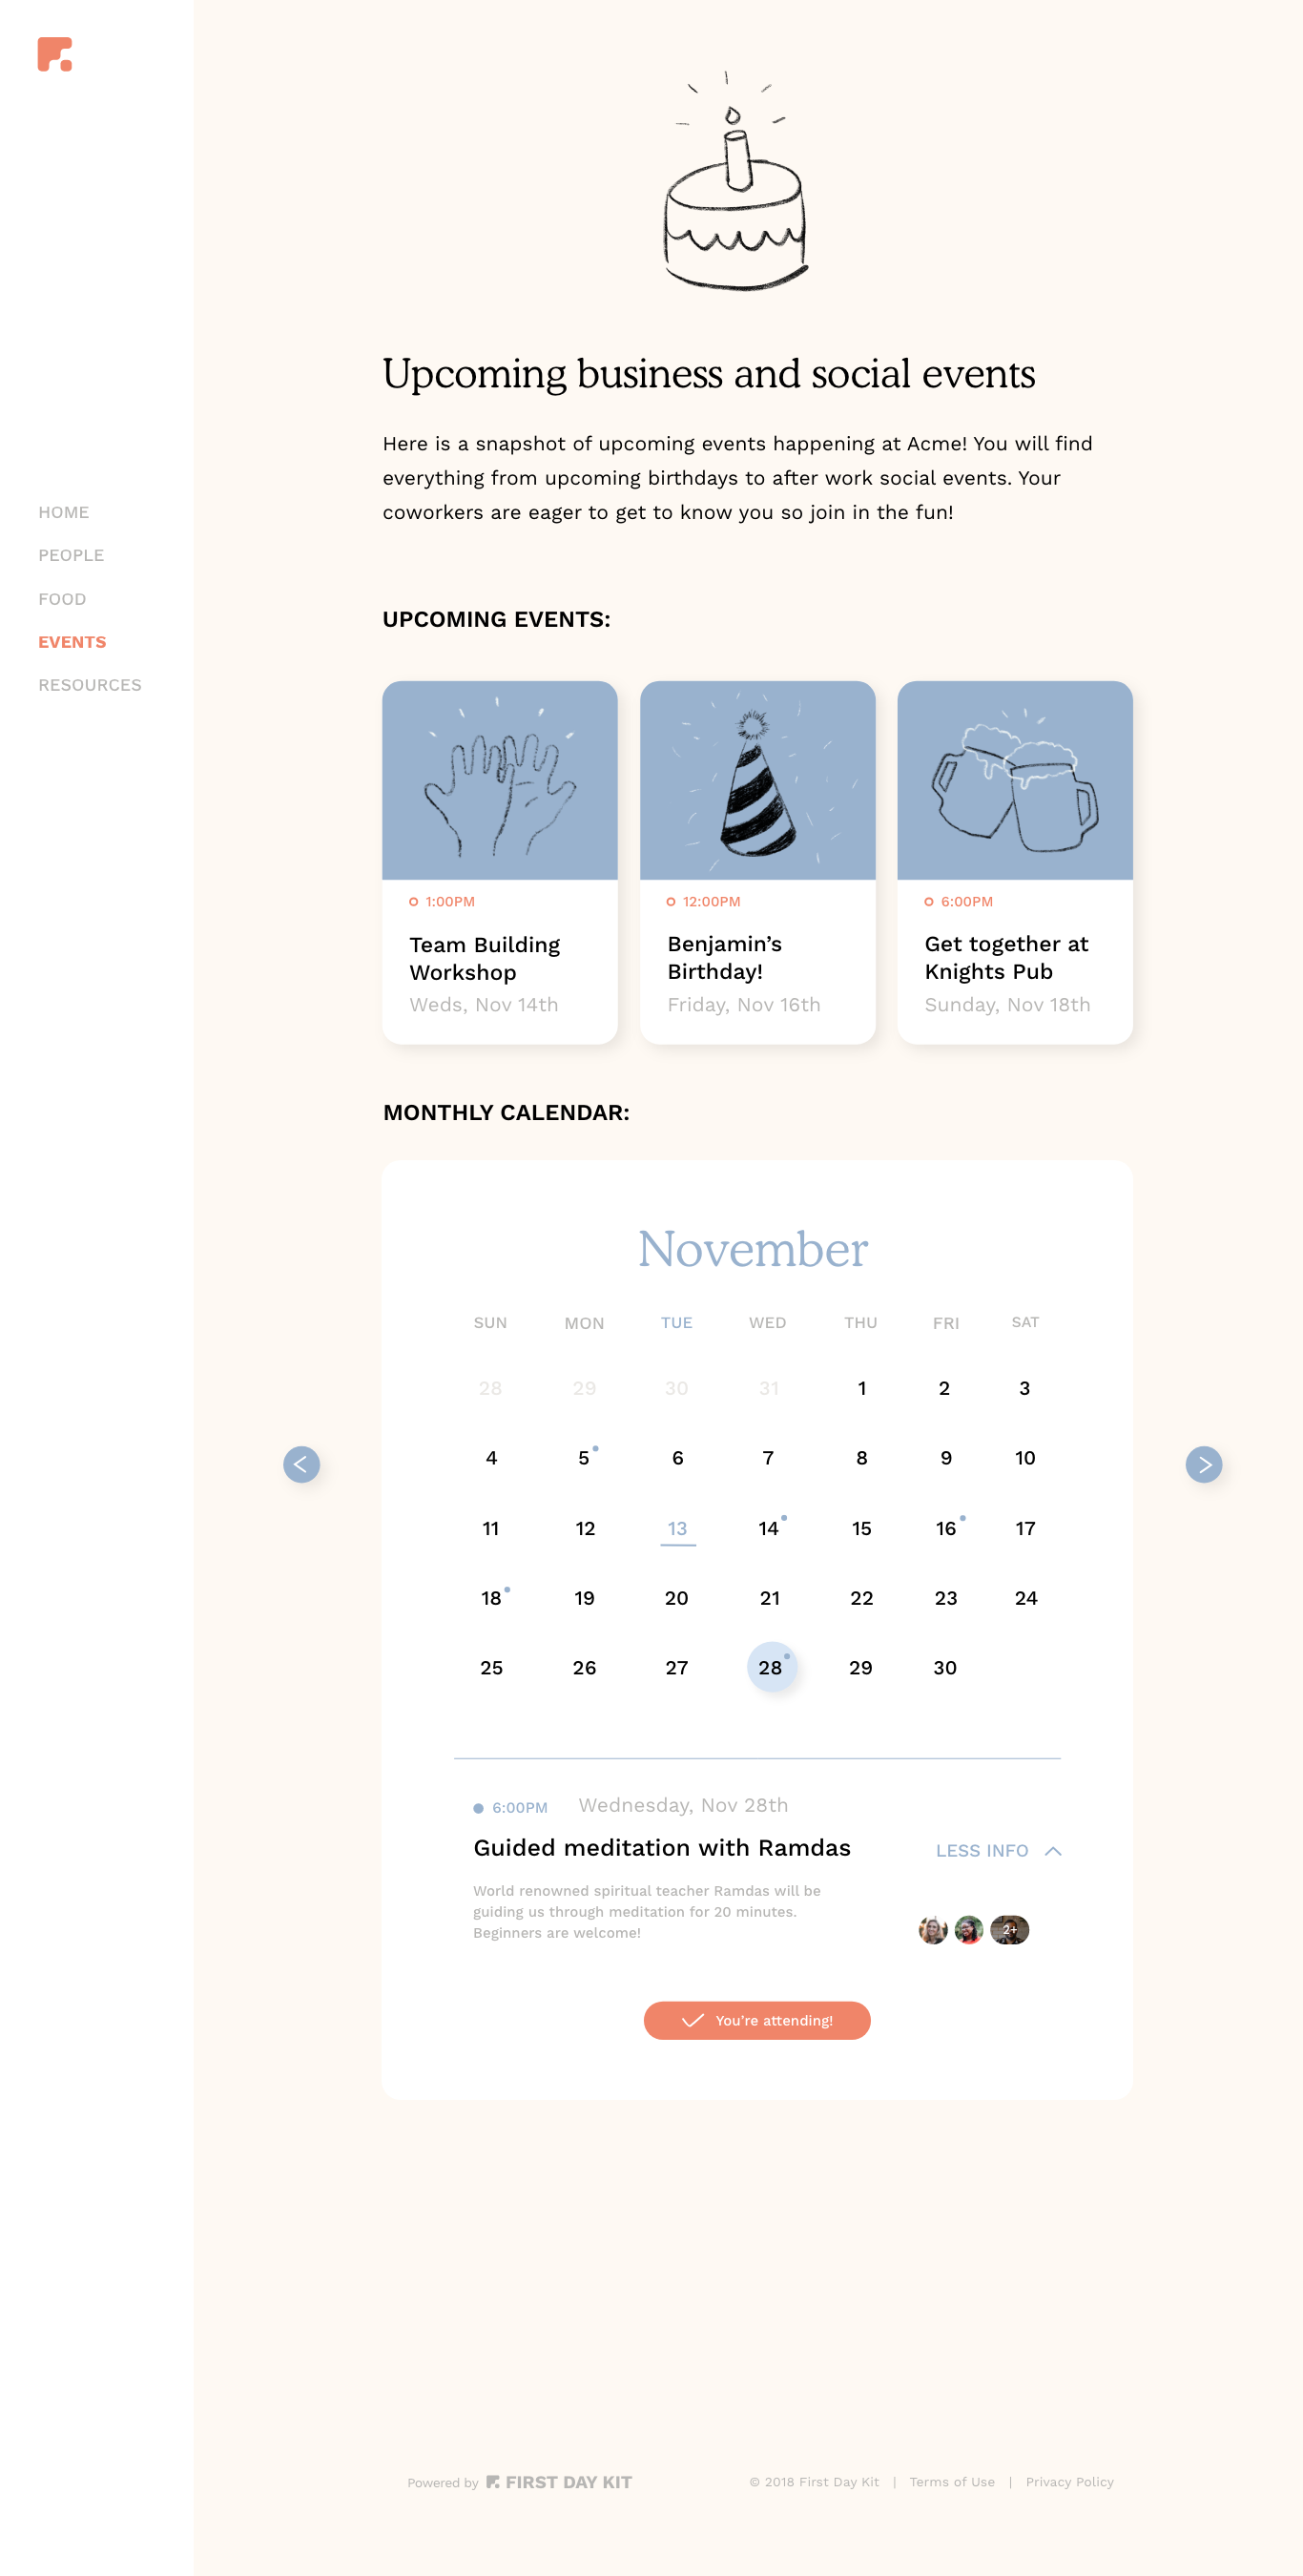 HOME
PEOPLE
FOOD
EVENTS
RESOURCES
Upcoming business and social events
Here is a snapshot of upcoming events happening at Acme! You will find
everything from upcoming birthdays to after work social events. Your
coworkers are eager to get to know you so join in the fun!
UPCOMING EVENTS:
1:00PM
Team Building
Workshop
Weds, Nov 14th
12:00PM
Benjamin’s
Birthday!
Friday, Nov 16th
6:00PM
Get together at
Knights Pub
Sunday, Nov 18th
MONTHLY CALENDAR:
November
SUN MON TUE WED THU FRI SAT
28 29 30 31 1 2 3
4 5 6 7 8 9 10
11 12 13 14 15 16 17
18 19 20 21 22 23 24
25 26 27 28 29 30
6:00PM Wednesday, Nov 28th
Guided meditation with Ramdas
LESS INFO
World renowned spiritual teacher Ramdas will be
guiding us through meditation for 20 minutes.
Beginners are welcome!
2+
You’re attending!
Powered by FIRST DAY KIT
© 2018 First Day Kit | Terms of Use | Privacy Policy